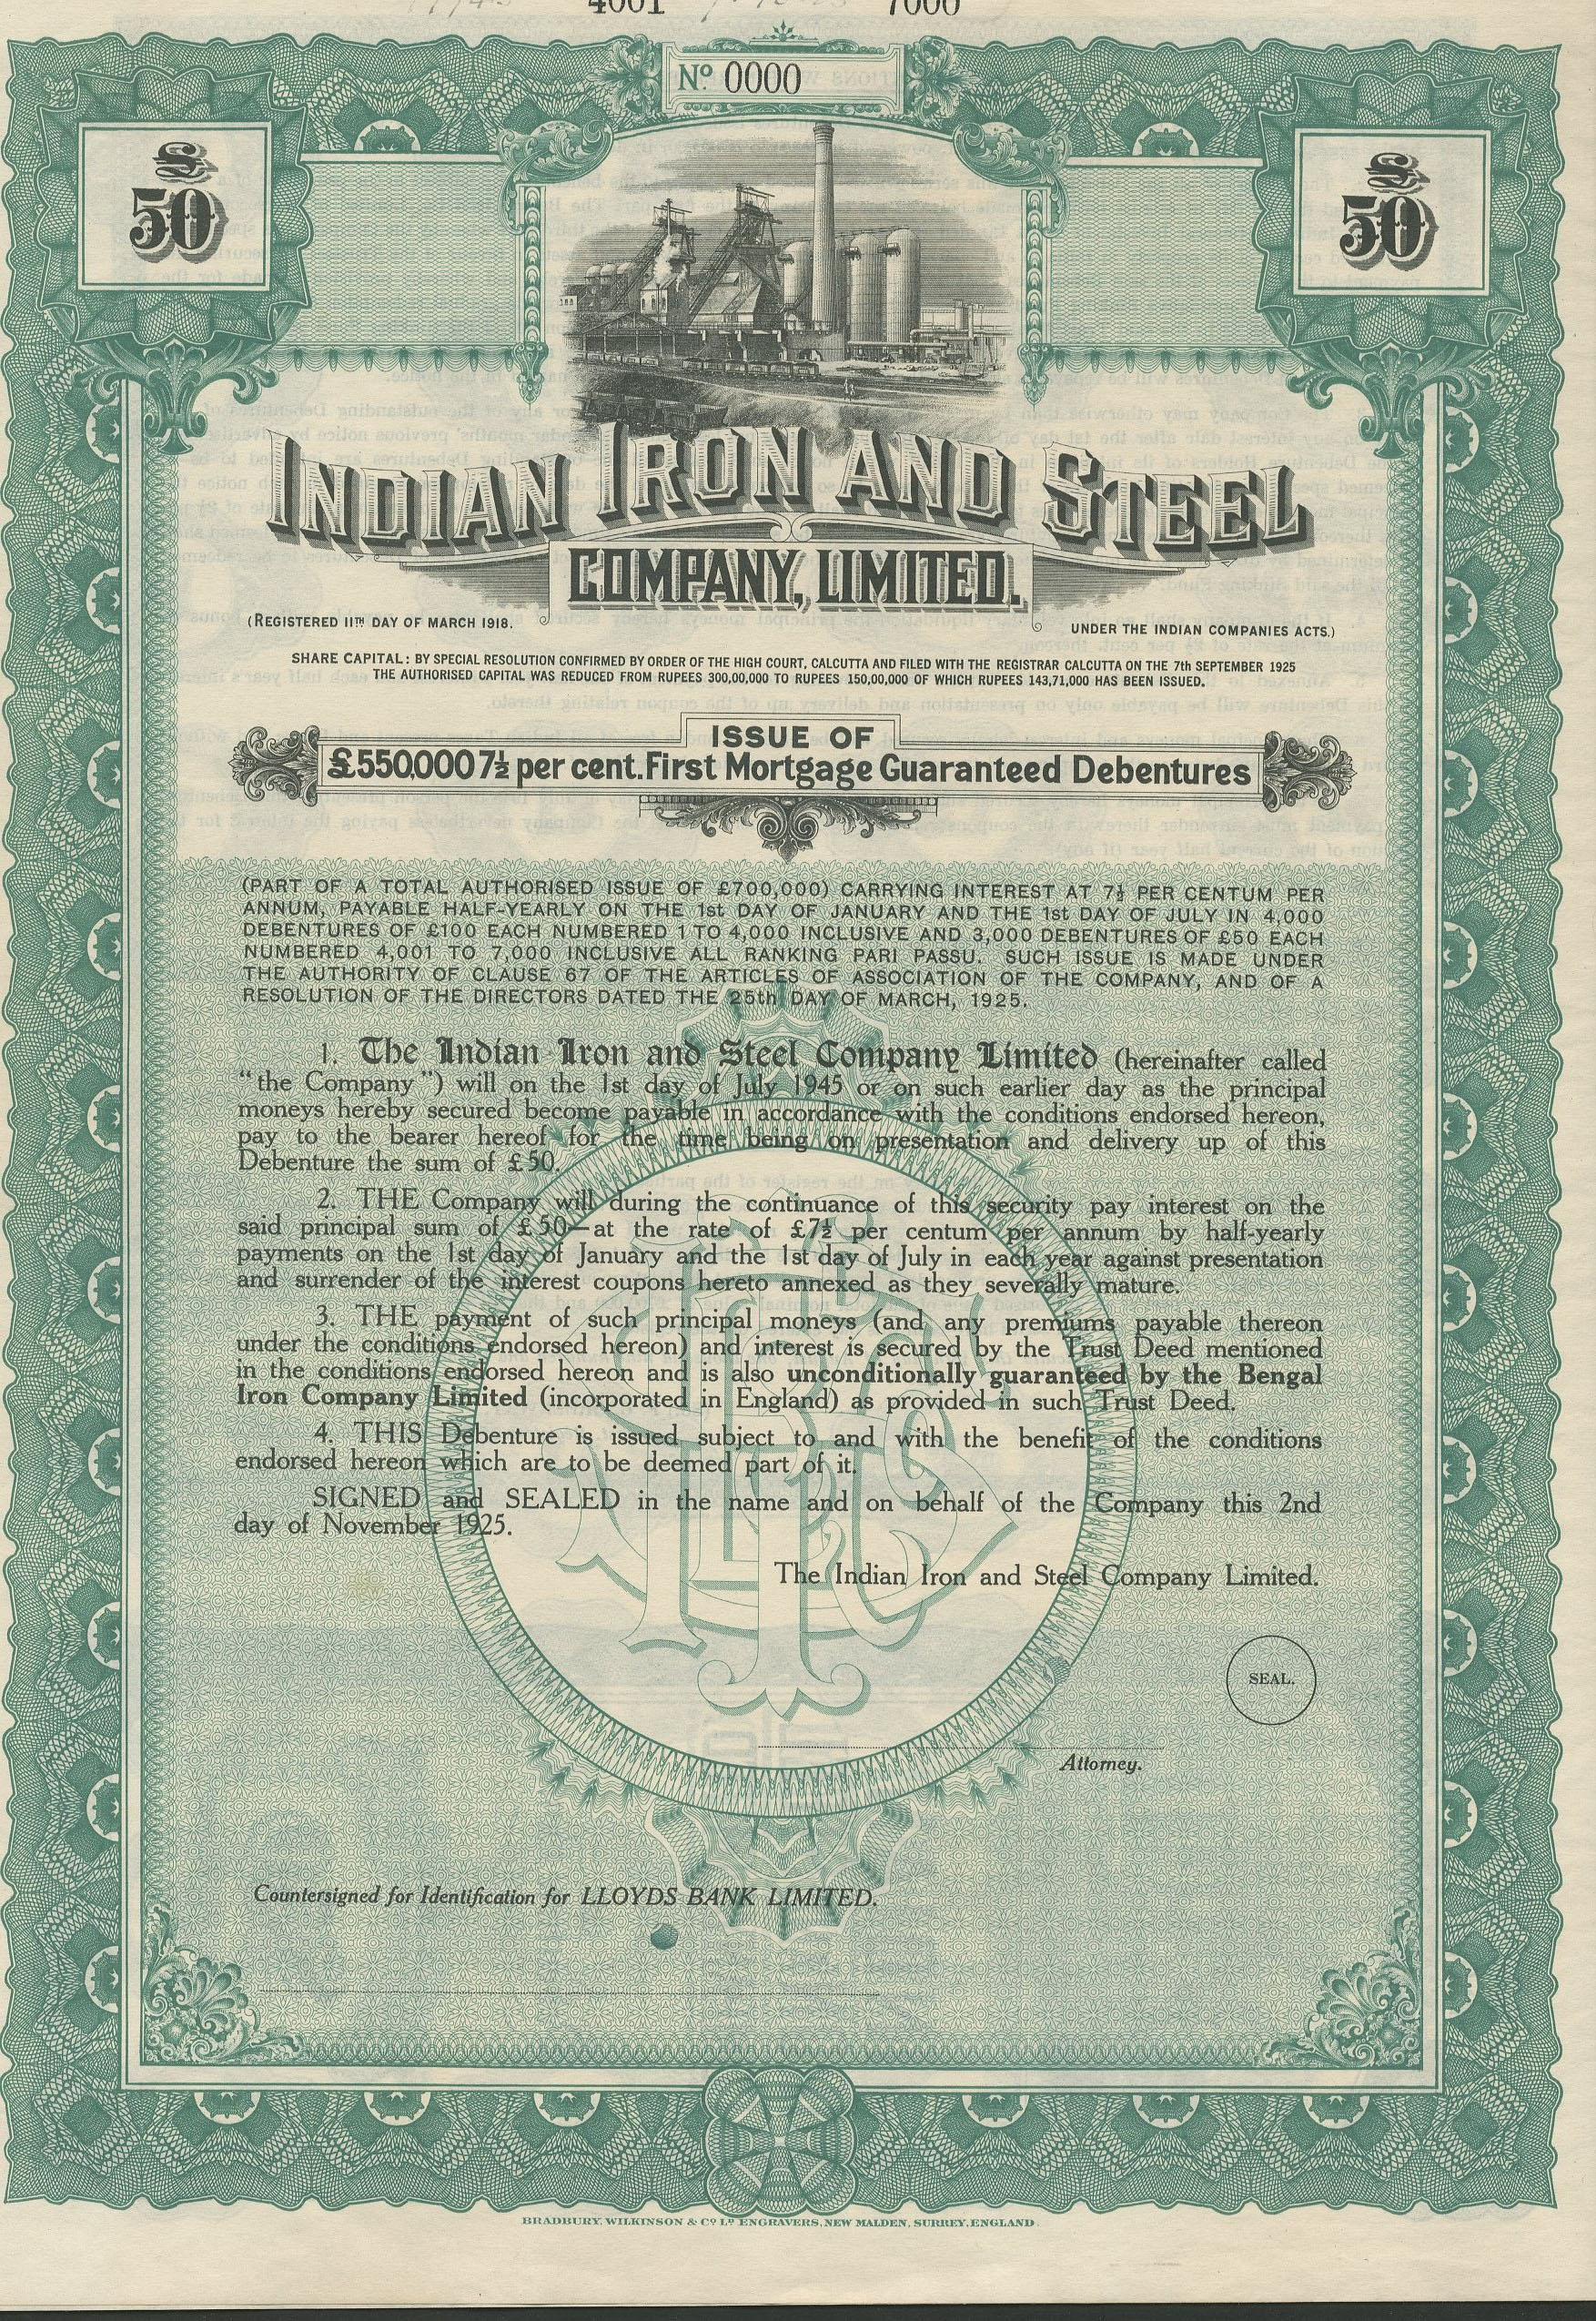 4001 7000
Nº 0000
£
50
£
50
INDIAN IRON AND STEEL
COMPANY, LIMITED.
(REGISTERED 11TH DAY OF MARCH 1918.
UNDER THE INDIAN COMPANIES ACTS.)
SHARE CAPITAL: BY SPECIAL RESOLUTION CONFIRMED BY ORDER OF THE HIGH COURT, CALCUTTA AND FILED WITH THE REGISTRAR CALCUTTA ON THE 7th SEPTEMBER 1925
THE AUTHORISED CAPITAL WAS REDUCED FROM RUPEES 300,00,000 TO RUPEES 150,00,000 OF WHICH RUPEES 143,71,000 HAS BEEN ISSUED.
ISSUE OF
£550,000 7½ per cent. First Mortgage Guaranteed Debentures
(PART OF A TOTAL AUTHORISED ISSUE OF £700,000) CARRYING INTEREST AT 7½ PER CENTUM PER
ANNUM, PAYABLE HALF-YEARLY ON THE 1st DAY OF JANUARY AND THE 1st DAY OF JULY IN 4,000
DEBENTURES OF £100 EACH NUMBERED 1 TO 4,000 INCLUSIVE AND 3,000 DEBENTURES OF £50 EACH
NUMBERED 4,001 TO 7,000 INCLUSIVE ALL RANKING PARI PASSU. SUCH ISSUE IS MADE UNDER
THE AUTHORITY OF CLAUSE 67 OF THE ARTICLES OF ASSOCIATION OF THE COMPANY, AND OF A
RESOLUTION OF THE DIRECTORS DATED THE 25th DAY OF MARCH, 1925.
1. The Indian Iron and Steel Company Limited (hereinafter called
"the Company") will on the 1st day of July 1945 or on such earlier day as the principal
moneys hereby secured become payable in accordance with the conditions endorsed hereon,
pay to the bearer hereof for the time being on presentation and delivery up of this
Debenture the sum of £50.
2. THE Company will during the continuance of this security pay interest on the
said principal sum of £50—at the rate of £7½ per centum per annum by half-yearly
payments on the 1st day of January and the 1st day of July in each year against presentation
and surrender of the interest coupons hereto annexed as they severally mature.
3. THE payment of such principal moneys (and any premiums payable thereon
under the conditions endorsed hereon) and interest is secured by the Trust Deed mentioned
in the conditions endorsed hereon and is also unconditionally guaranteed by the Bengal
Iron Company Limited (incorporated in England) as provided in such Trust Deed.
4. THIS Debenture is issued subject to and with the benefit of the conditions
endorsed hereon which are to be deemed part of it.
SIGNED and SEALED in the name and on behalf of the Company this 2nd
day of November 1925.
The Indian Iron and Steel Company Limited.
SEAL.
Attorney.
Countersigned for Identification for LLOYDS BANK LIMITED.
BRADBURY, WILKINSON & Cº Lᴰ ENGRAVERS, NEW MALDEN, SURREY, ENGLAND